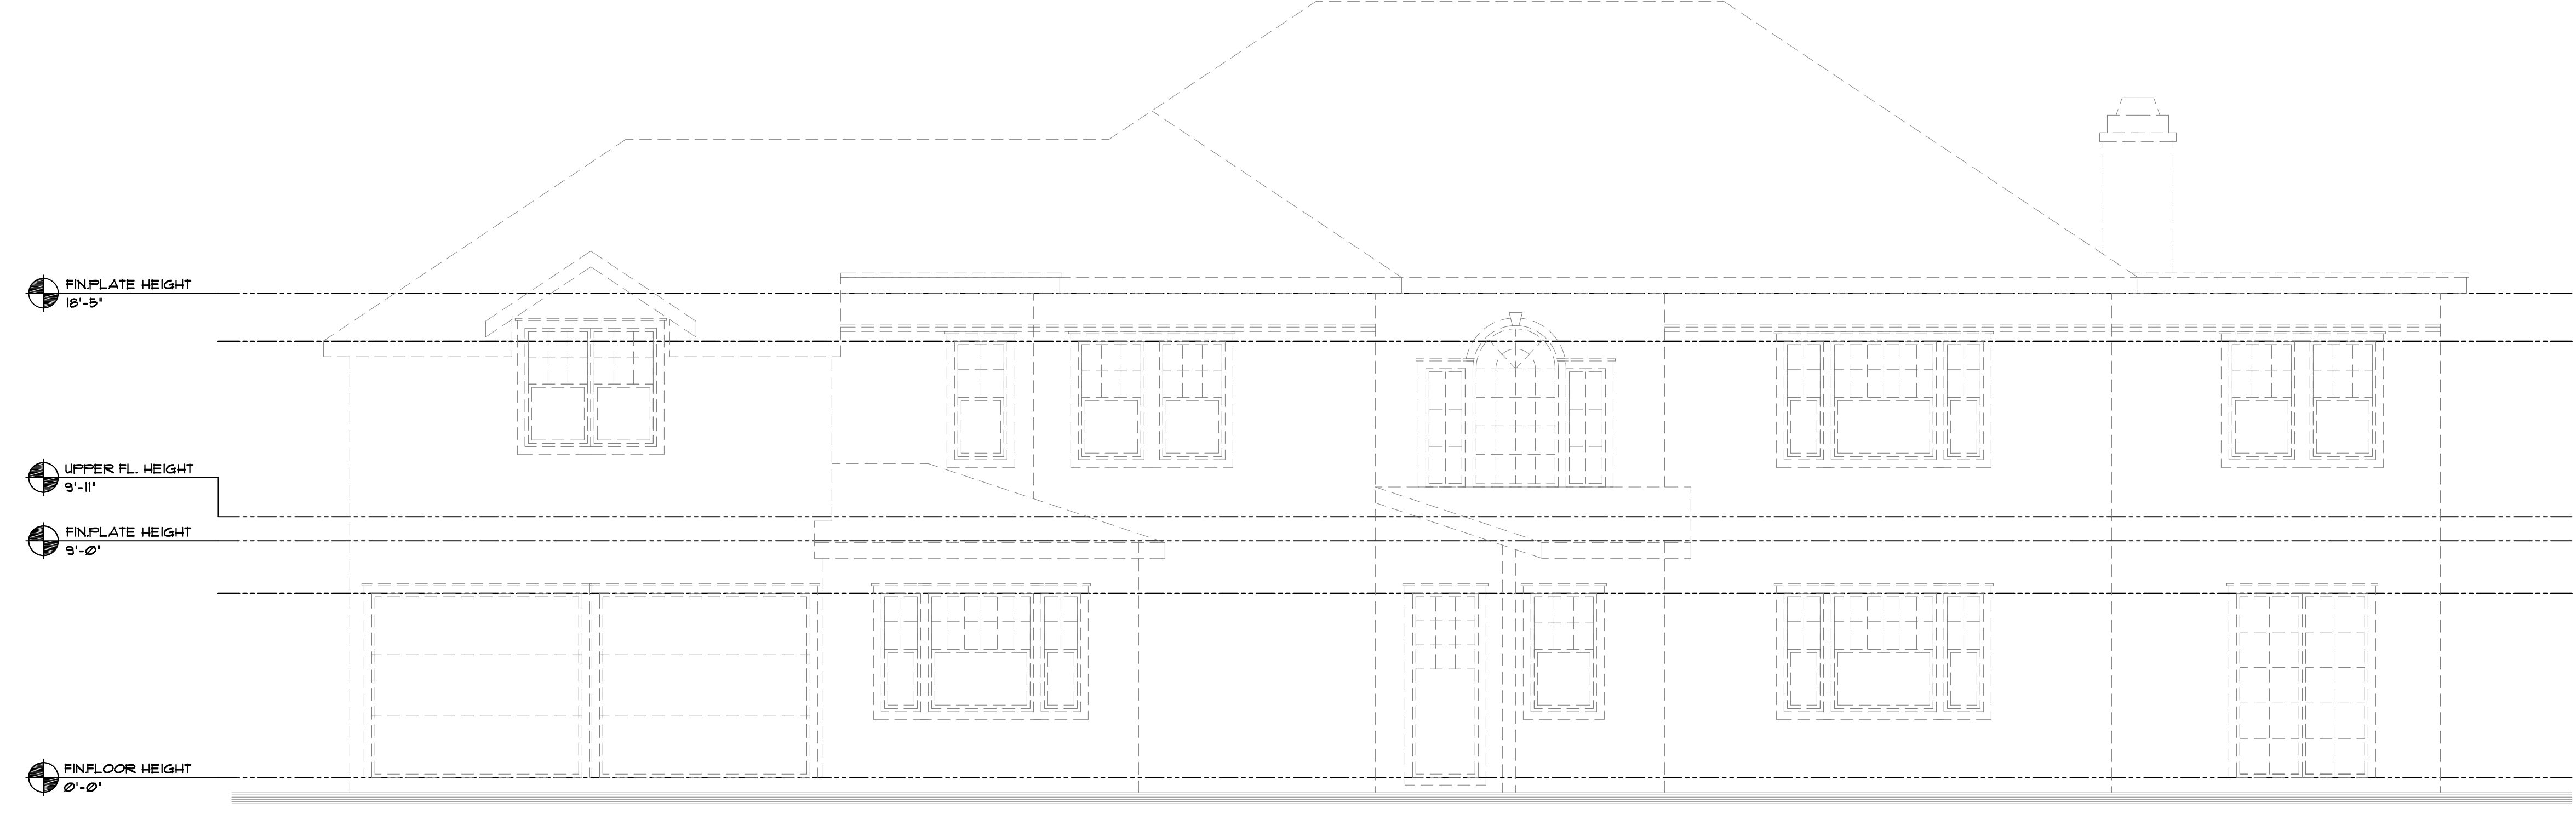 FIN.PLATE HEIGHT
18'-5"
UPPER FL. HEIGHT
9'-11"
FIN.PLATE HEIGHT
9'-0"
FIN.FLOOR HEIGHT
0'-0"